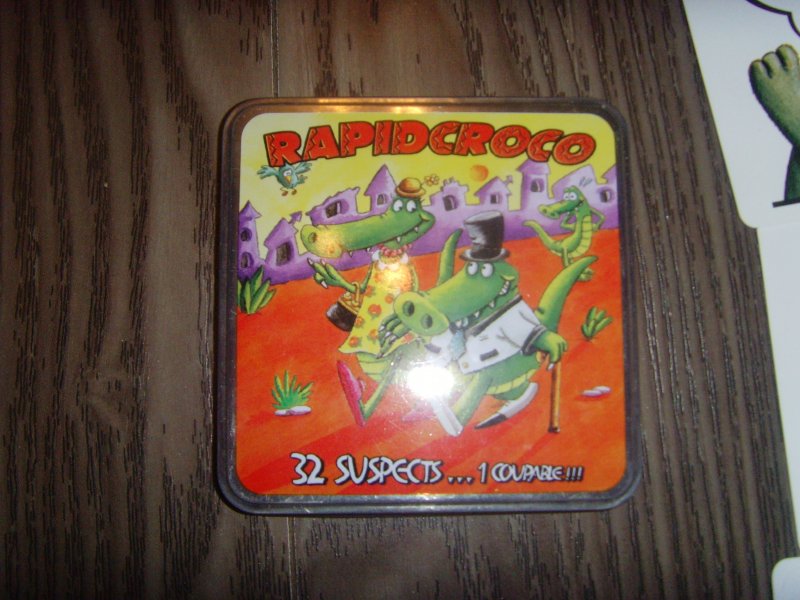 RAPIDCROCO
32 SUSPECTS ... 1 COUPABLE !!!